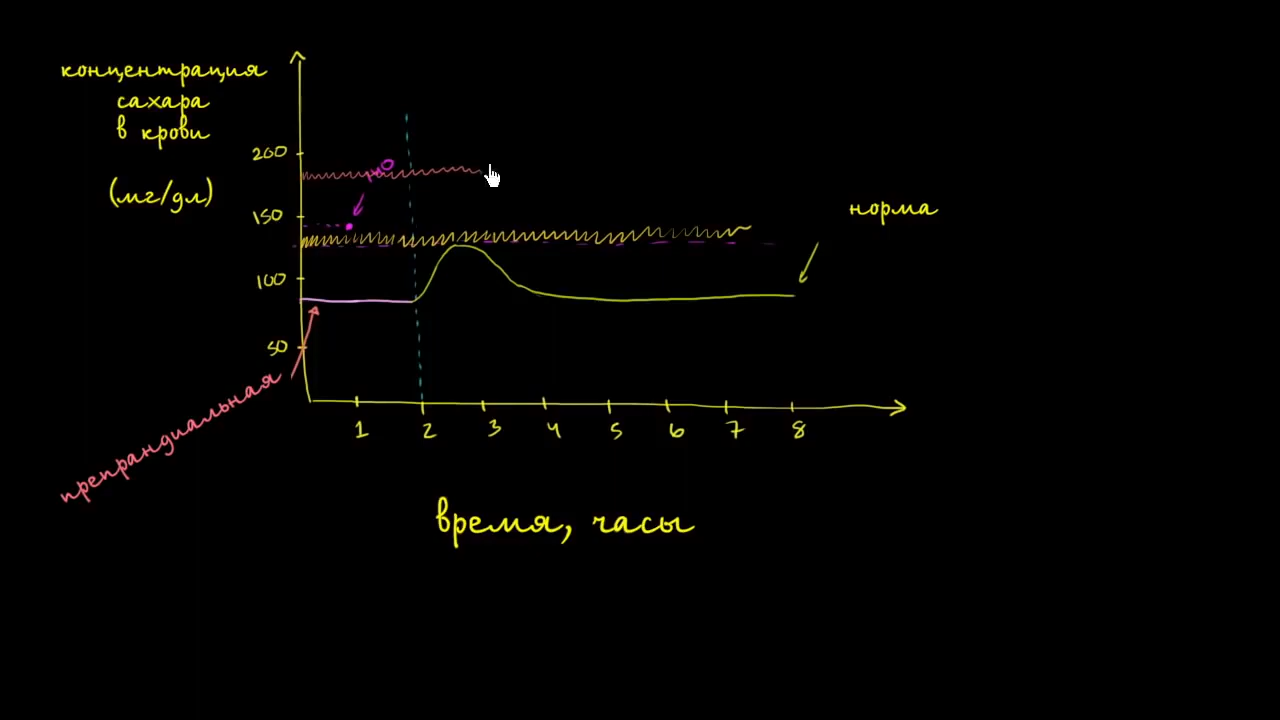 концентрация
сахара
в крови
(мг/дл)
200
150
100
50
140
норма
препрандиальная
1 2 3 4 5 6 7 8
время, часы